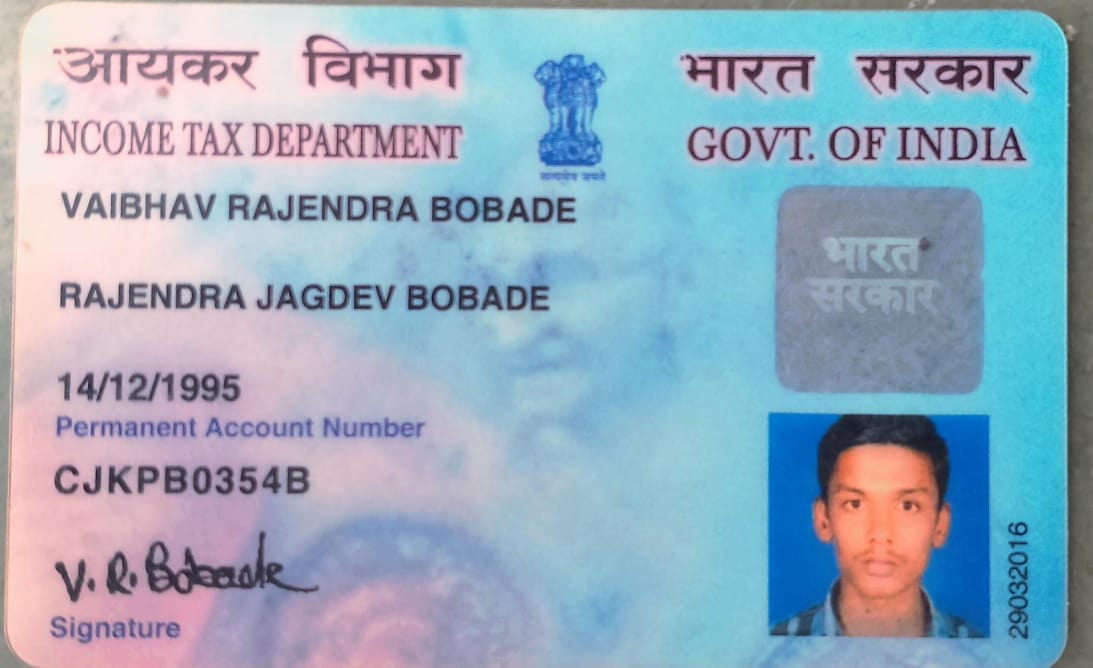 आयकर विभाग
भारत सरकार
INCOME TAX DEPARTMENT
GOVT. OF INDIA
सत्यमेव जयते
VAIBHAV RAJENDRA BOBADE
भारत
सरकार
RAJENDRA JAGDEV BOBADE
14/12/1995
Permanent Account Number
CJKPB0354B
V. R. Bobade
Signature
29032016